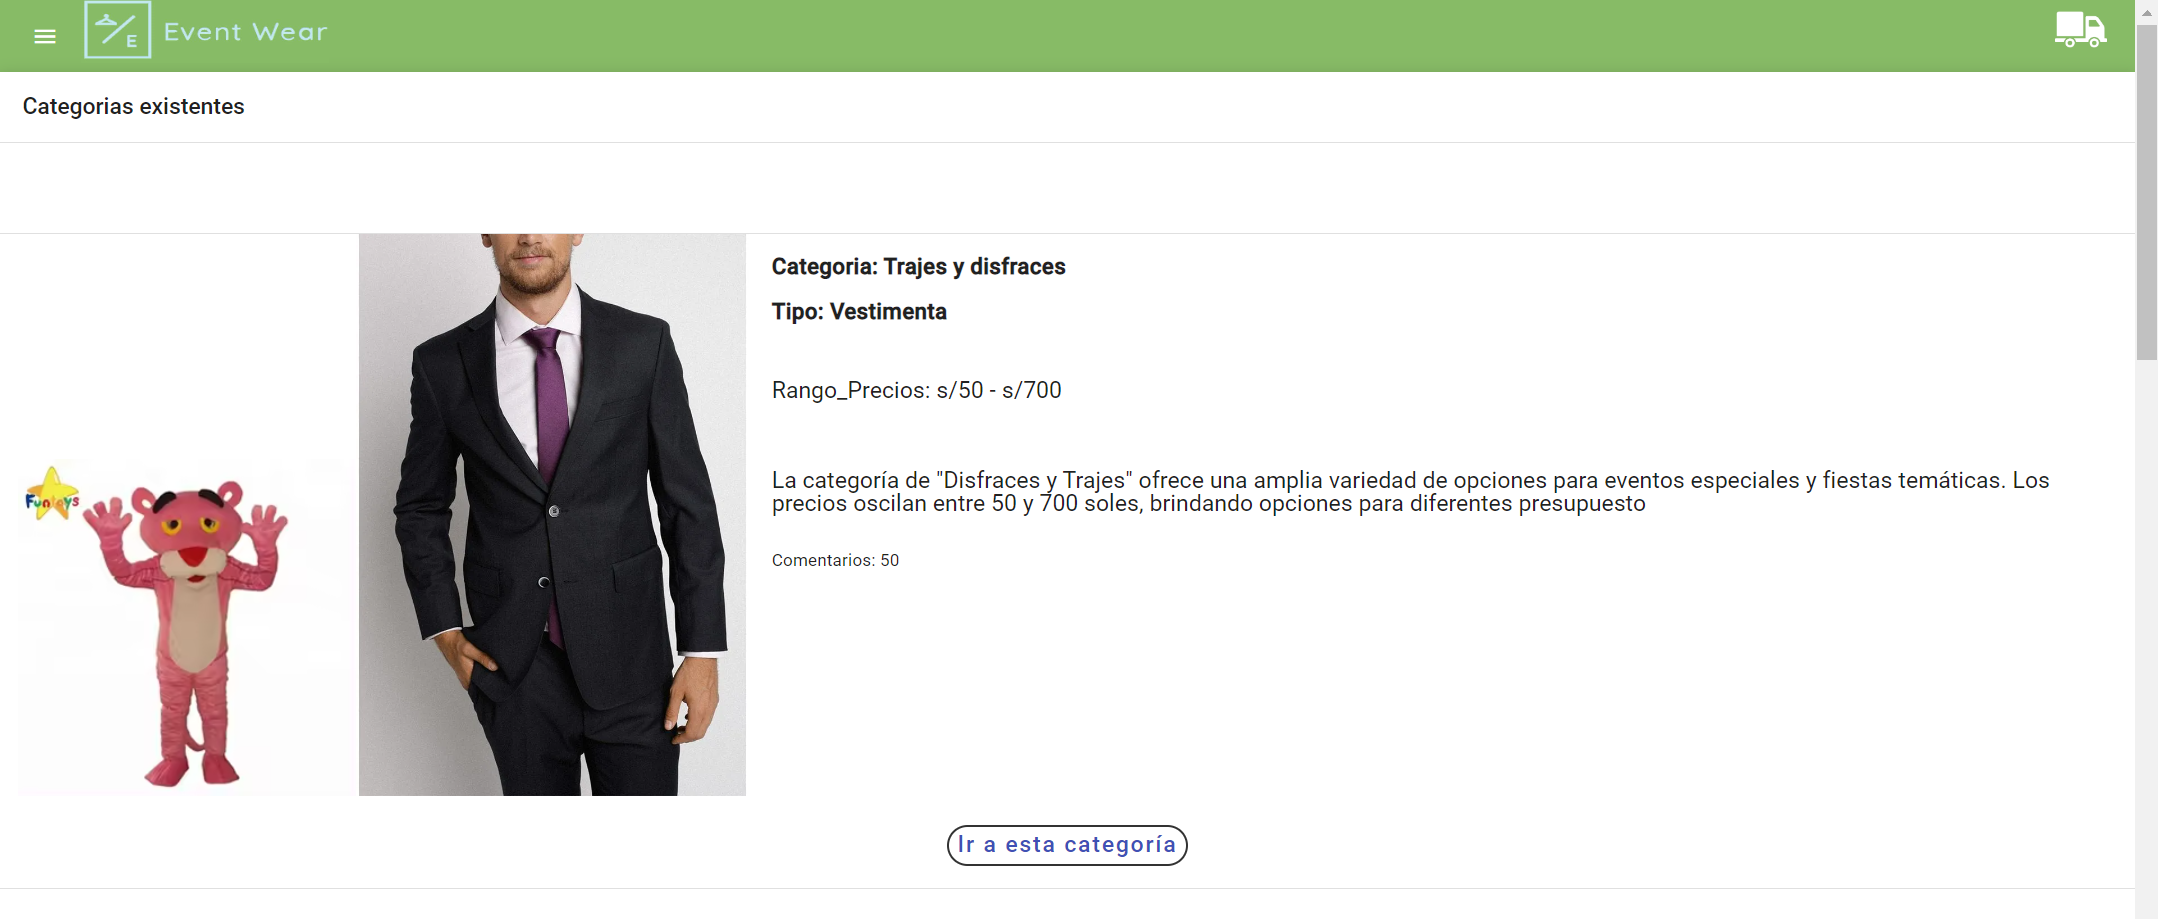 E
Event Wear
Categorias existentes
Categoria: Trajes y disfraces
Tipo: Vestimenta
Rango_Precios: s/50 - s/700
La categoría de "Disfraces y Trajes" ofrece una amplia variedad de opciones para eventos especiales y fiestas temáticas. Los
precios oscilan entre 50 y 700 soles, brindando opciones para diferentes presupuesto
Funtoys
Comentarios: 50
Ir a esta categoría